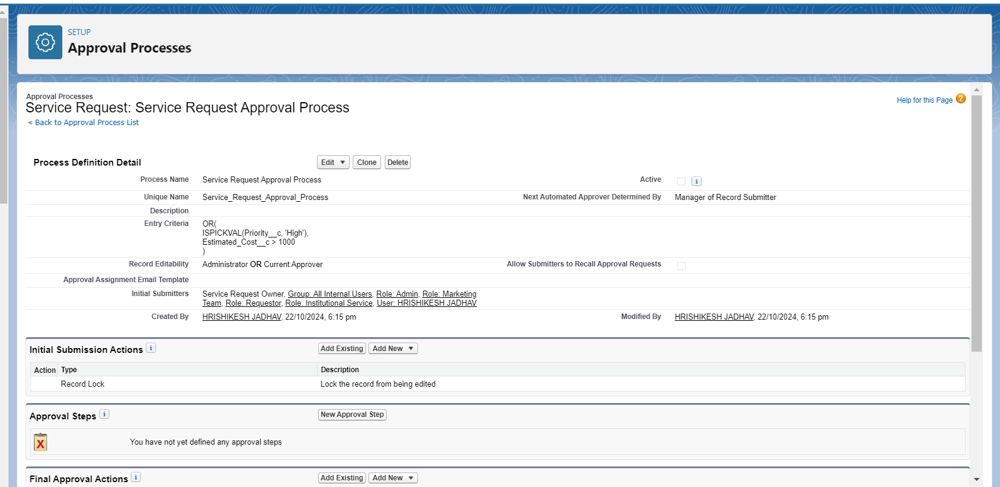 SETUP
Approval Processes
Approval Processes
Service Request: Service Request Approval Process
Help for this Page ?
« Back to Approval Process List
Process Definition Detail
Edit ▼ Clone Delete
Process Name Service Request Approval Process Active i
Unique Name Service_Request_Approval_Process Next Automated Approver Determined By Manager of Record Submitter
Description
Entry Criteria OR(
ISPICKVAL(Priority__c, 'High'),
Estimated_Cost__c > 1000
)
Record Editability Administrator OR Current Approver Allow Submitters to Recall Approval Requests
Approval Assignment Email Template
Initial Submitters Service Request Owner, Group: All Internal Users, Role: Admin, Role: Marketing
Team, Role: Requestor, Role: Institutional Service, User: HRISHIKESH JADHAV
Created By HRISHIKESH JADHAV, 22/10/2024, 6:15 pm Modified By HRISHIKESH JADHAV, 22/10/2024, 6:15 pm
Initial Submission Actions i Add Existing Add New ▼
Action Type Description
Record Lock Lock the record from being edited
Approval Steps i New Approval Step
X You have not yet defined any approval steps
Final Approval Actions i Add Existing Add New ▼